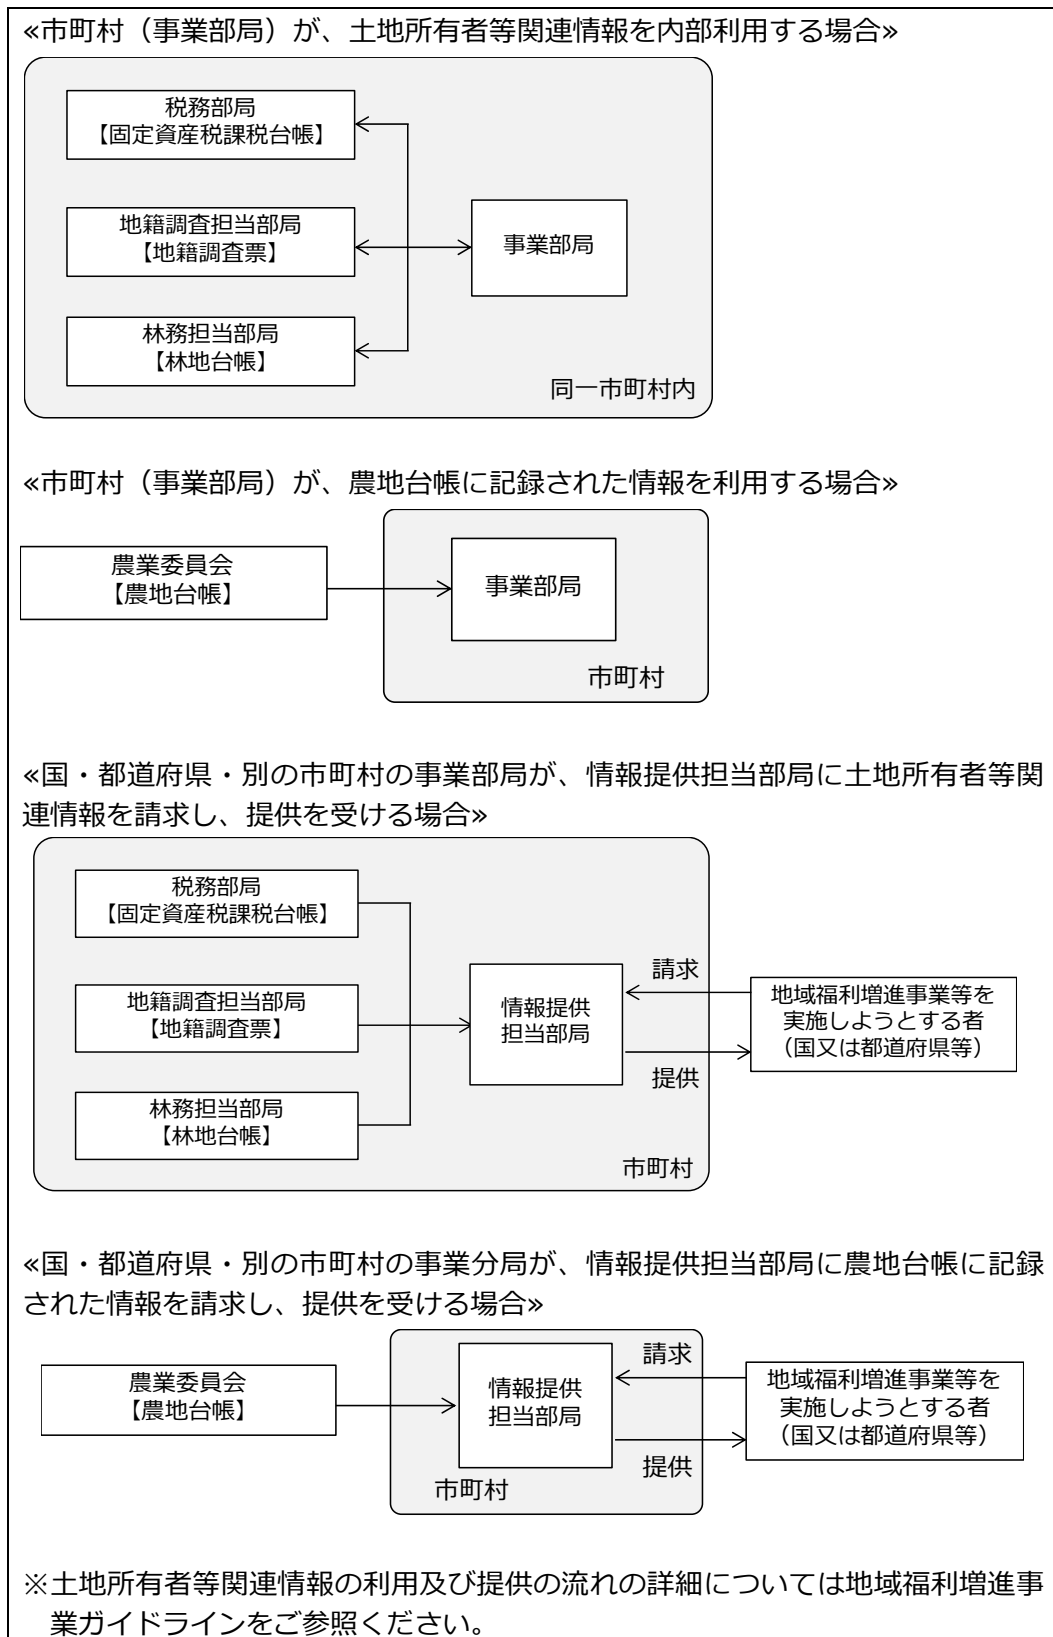 ≪市町村（事業部局）が、土地所有者等関連情報を内部利用する場合≫
税務部局
【固定資産税課税台帳】
地籍調査担当部局
【地籍調査票】
事業部局
林務担当部局
【林地台帳】
同一市町村内
≪市町村（事業部局）が、農地台帳に記録された情報を利用する場合≫
農業委員会
【農地台帳】
事業部局
市町村
≪国・都道府県・別の市町村の事業部局が、情報提供担当部局に土地所有者等関
連情報を請求し、提供を受ける場合≫
税務部局
【固定資産税課税台帳】
地籍調査担当部局
【地籍調査票】
林務担当部局
【林地台帳】
情報提供
担当部局
請求
提供
地域福利増進事業等を
実施しようとする者
（国又は都道府県等）
市町村
≪国・都道府県・別の市町村の事業分局が、情報提供担当部局に農地台帳に記録
された情報を請求し、提供を受ける場合≫
農業委員会
【農地台帳】
情報提供
担当部局
請求
提供
地域福利増進事業等を
実施しようとする者
（国又は都道府県等）
市町村
※土地所有者等関連情報の利用及び提供の流れの詳細については地域福利増進事
業ガイドラインをご参照ください。